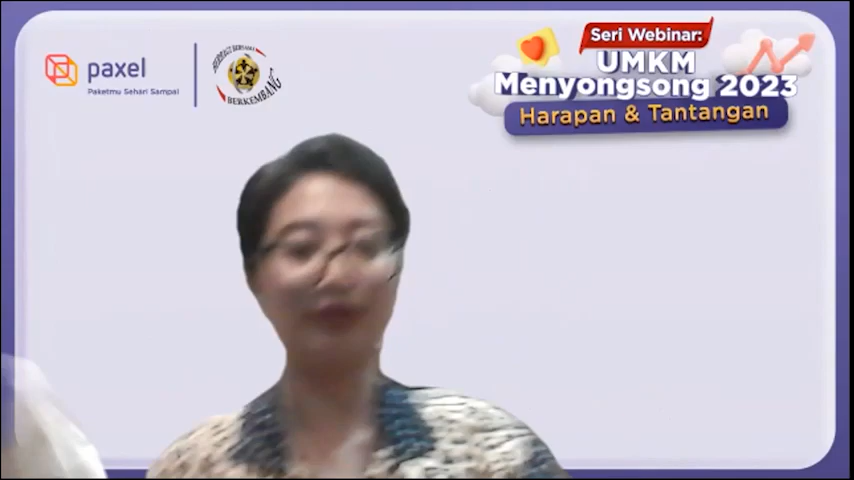 paxel
Paketmu Sehari Sampai
BERKEMBANG
Seri Webinar:
UMKM
Menyongsong 2023
Harapan & Tantangan